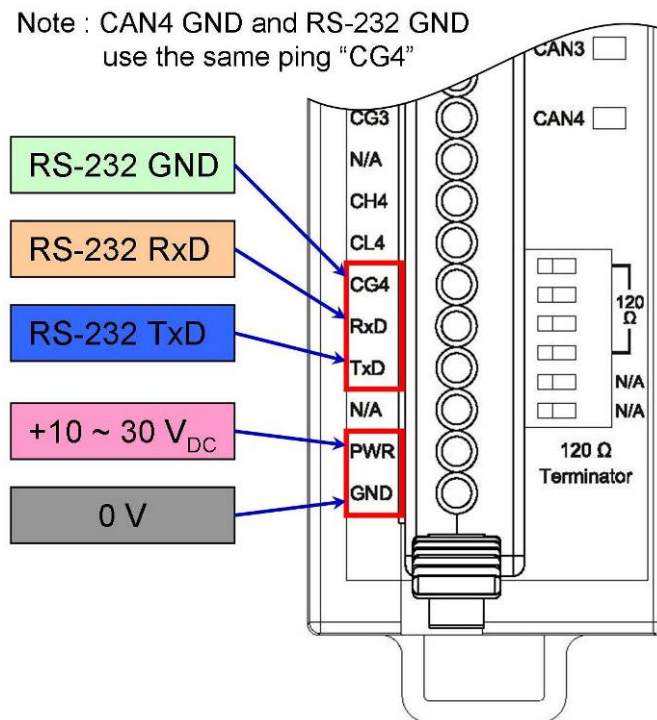 Note : CAN4 GND and RS-232 GND
use the same ping “CG4”
CAN3
CG3
CAN4
N/A
RS-232 GND
CH4
CL4
RS-232 RxD
CG4
120
Ω
RxD
RS-232 TxD
TxD
N/A
N/A
N/A
+10 ~ 30 VDC
PWR
120 Ω
Terminator
GND
0 V